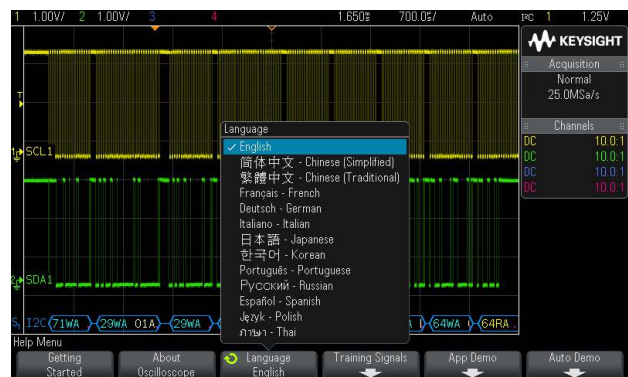 1 1.00V/ 2 1.00V/ 3 4 1.650s 700.0s/ Auto I²C 1 1.25V
KEYSIGHT
Acquisition
Normal
25.0MSa/s
Channels
DC 10.0:1
DC 10.0:1
DC 10.0:1
DC 10.0:1
T
SCL1
SDA1
Language
English
简体中文 - Chinese (Simplified)
繁體中文 - Chinese (Traditional)
Français - French
Deutsch - German
Italiano - Italian
日本語 - Japanese
한국어 - Korean
Português - Portuguese
Русский - Russian
Español - Spanish
Język - Polish
ภาษา - Thai
S₁ I2C 71WA 29WA 01A 29WA 64WA 64RA
Help Menu
Getting Started
About Oscilloscope
Language English
Training Signals
App Demo
Auto Demo